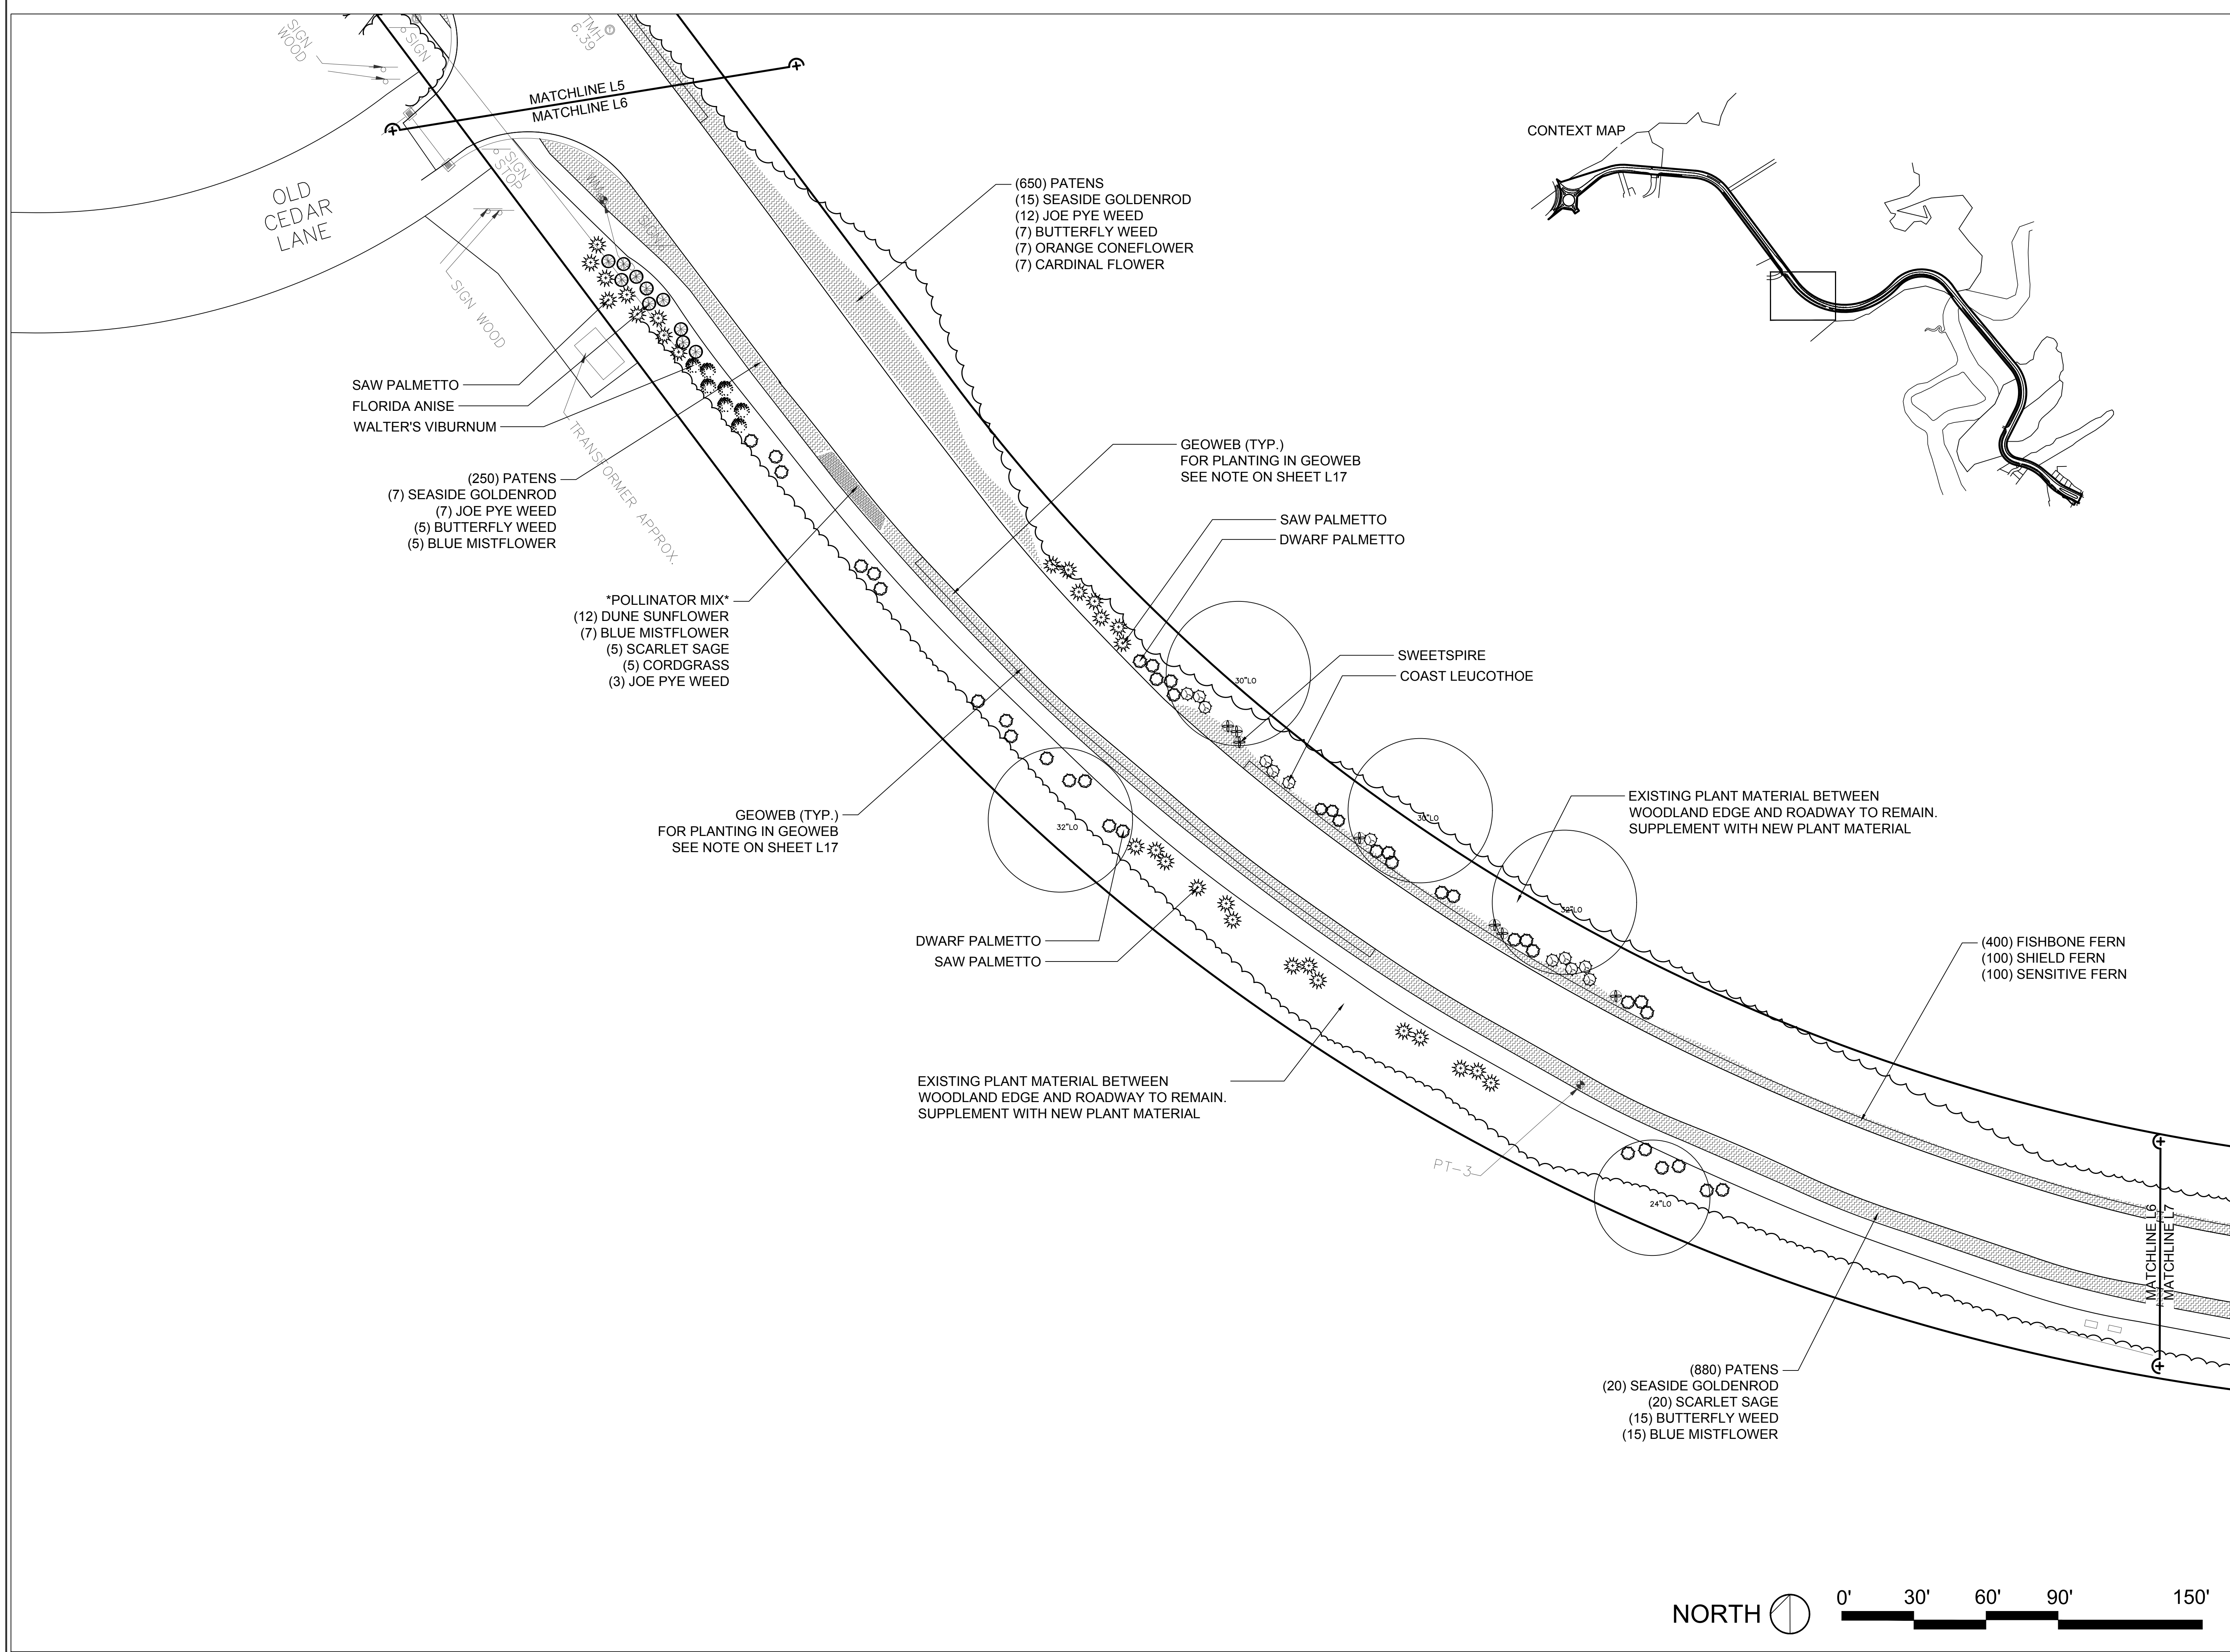 SIGN
WOOD
SIGN
TMH
6.39
MATCHLINE L5
MATCHLINE L6
SIGN
STOP
OLD
CEDAR
LANE
SIGN WOOD
CONTEXT MAP
(650) PATENS
(15) SEASIDE GOLDENROD
(12) JOE PYE WEED
(7) BUTTERFLY WEED
(7) ORANGE CONEFLOWER
(7) CARDINAL FLOWER
SAW PALMETTO
FLORIDA ANISE
WALTER'S VIBURNUM
TRANSFORMER APPROX.
(250) PATENS
(7) SEASIDE GOLDENROD
(7) JOE PYE WEED
(5) BUTTERFLY WEED
(5) BLUE MISTFLOWER
GEOWEB (TYP.)
FOR PLANTING IN GEOWEB
SEE NOTE ON SHEET L17
SAW PALMETTO
DWARF PALMETTO
*POLLINATOR MIX*
(12) DUNE SUNFLOWER
(7) BLUE MISTFLOWER
(5) SCARLET SAGE
(5) CORDGRASS
(3) JOE PYE WEED
SWEETSPIRE
COAST LEUCOTHOE
30"LO
30"LO
32"LO
32"LO
EXISTING PLANT MATERIAL BETWEEN
WOODLAND EDGE AND ROADWAY TO REMAIN.
SUPPLEMENT WITH NEW PLANT MATERIAL
GEOWEB (TYP.)
FOR PLANTING IN GEOWEB
SEE NOTE ON SHEET L17
DWARF PALMETTO
SAW PALMETTO
(400) FISHBONE FERN
(100) SHIELD FERN
(100) SENSITIVE FERN
EXISTING PLANT MATERIAL BETWEEN
WOODLAND EDGE AND ROADWAY TO REMAIN.
SUPPLEMENT WITH NEW PLANT MATERIAL
PT-3
24"LO
MATCHLINE L6
MATCHLINE L7
(880) PATENS
(20) SEASIDE GOLDENROD
(20) SCARLET SAGE
(15) BUTTERFLY WEED
(15) BLUE MISTFLOWER
NORTH
0' 30' 60' 90' 150'